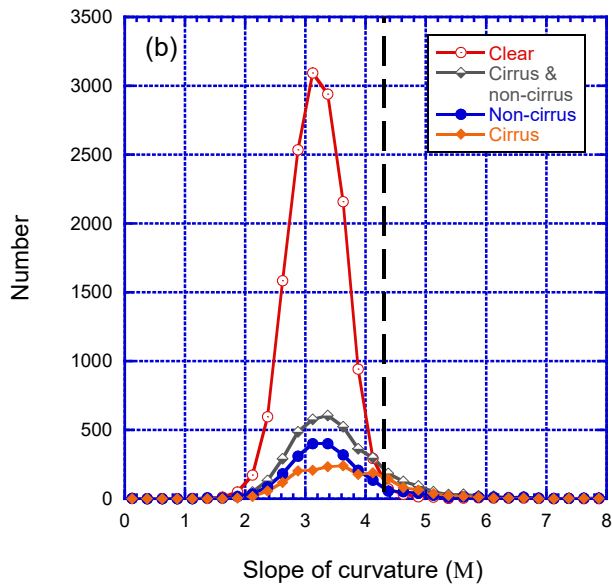 3500
(b)
Clear
Cirrus &
non-cirrus
Non-cirrus
Cirrus
3000
2500
2000
1500
1000
500
0
Number
0 1 2 3 4 5 6 7 8
Slope of curvature (M)